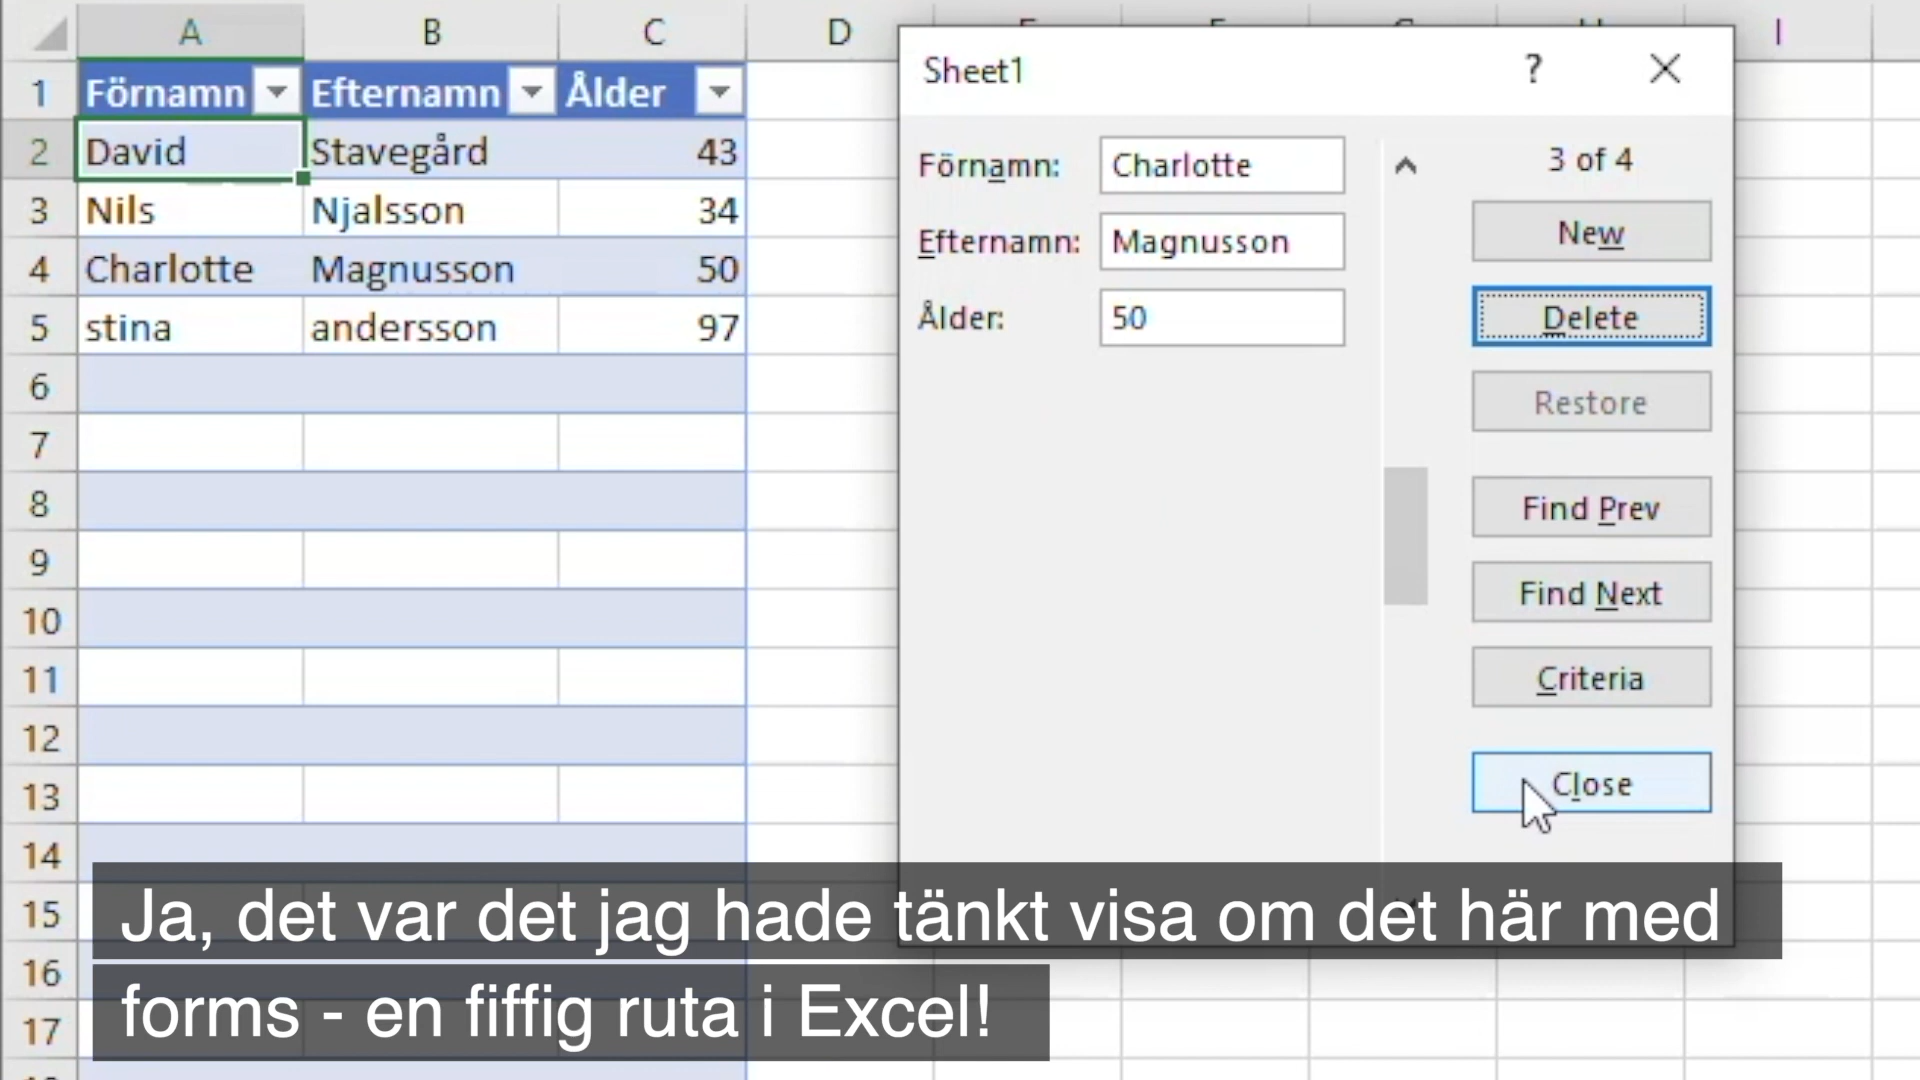 A B C D I
1 Förnamn Efternamn Ålder
2 David Stavegård 43
3 Nils Njalsson 34
4 Charlotte Magnusson 50
5 stina andersson 97
6
7
8
9
10
11
12
13
14
15
16
17
Sheet1 ? 
3 of 4
Förnamn: Charlotte
Efternamn: Magnusson
Ålder: 50
New
Delete
Restore
Find Prev
Find Next
Criteria
Close
Ja, det var det jag hade tänkt visa om det här med
forms - en fiffig ruta i Excel!